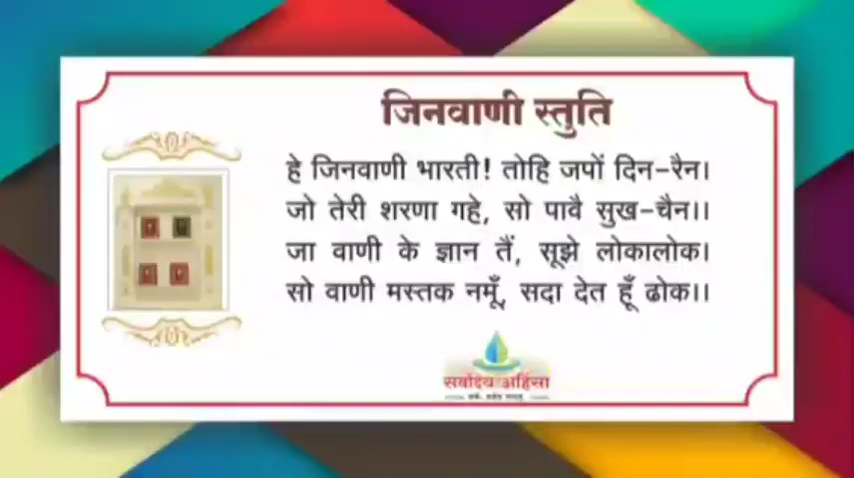 जिनवाणी स्तुति
हे जिनवाणी भारती! तोहि जपों दिन-रैन।
जो तेरी शरणा गहे, सो पावै सुख-चैन।।
जा वाणी के ज्ञान तैं, सूझे लोकालोक।
सो वाणी मस्तक नमूँ, सदा देत हूँ ढोक।।
सर्वोदय अहिंसा